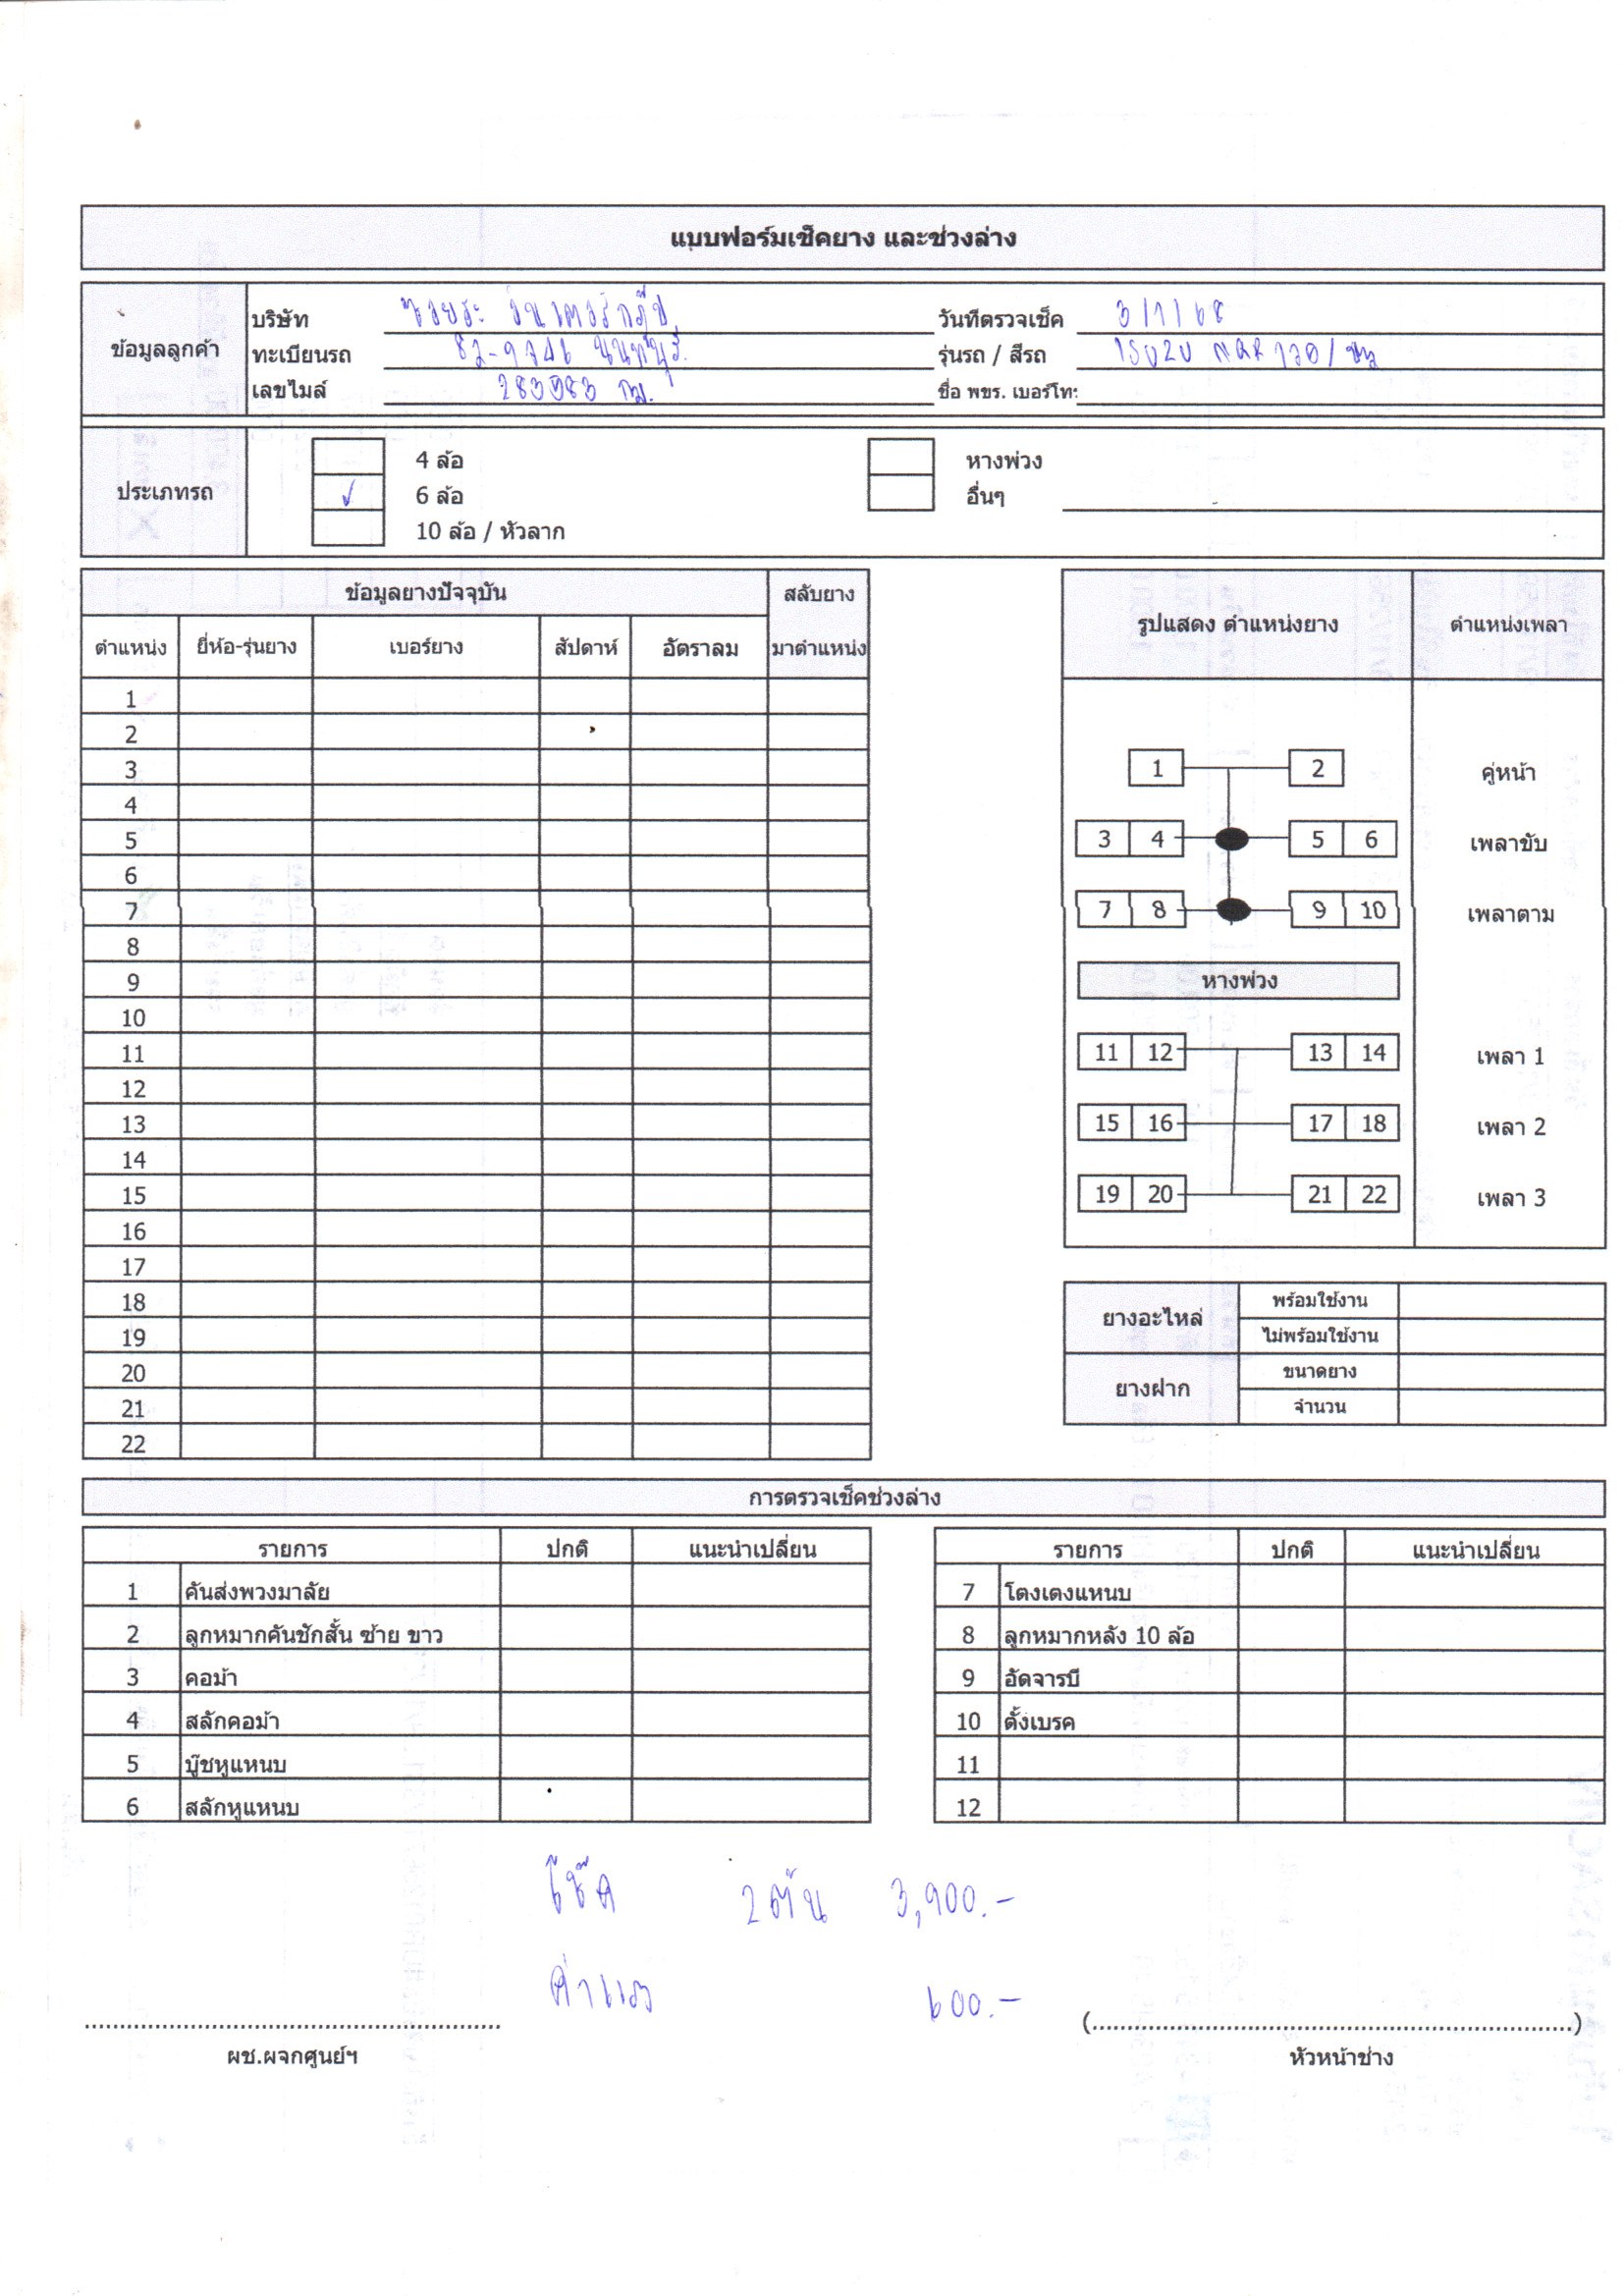 แบบฟอร์มเช็คยาง และช่วงล่าง
ข้อมูลลูกค้า
บริษัท
วันที่ตรวจเช็ค 3/1/68
ทะเบียนรถ นนทบุรี
รุ่นรถ / สีรถ ISUZU
เลขไมล์ กม.
ชื่อ พขร. เบอร์โท:
ประเภทรถ
4 ล้อ หางพ่วง
✓ 6 ล้อ อื่นๆ
10 ล้อ / หัวลาก
ข้อมูลยางปัจจุบัน สลับยาง
ตำแหน่ง ยี่ห้อ-รุ่นยาง เบอร์ยาง สัปดาห์ อัตราลม มาตำแหน่ง
1
2
3
4
5
6
7
8
9
10
11
12
13
14
15
16
17
18
19
20
21
22
รูปแสดง ตำแหน่งยาง ตำแหน่งเพลา
1 2 คู่หน้า
3 4 5 6 เพลาขับ
7 8 9 10 เพลาตาม
หางพ่วง
11 12 13 14 เพลา 1
15 16 17 18 เพลา 2
19 20 21 22 เพลา 3
ยางอะไหล่ พร้อมใช้งาน
ไม่พร้อมใช้งาน
ยางฝาก ขนาดยาง
จำนวน
การตรวจเช็คช่วงล่าง
รายการ ปกติ แนะนำเปลี่ยน
1 คันส่งพวงมาลัย
2 ลูกหมากคันชักสั้น ซ้าย ขาว
3 คอม้า
4 สลักคอม้า
5 บู๊ชหูแหนบ
6 สลักหูแหนบ
รายการ ปกติ แนะนำเปลี่ยน
7 โตงเตงแหนบ
8 ลูกหมากหลัง 10 ล้อ
9 อัดจารบี
10 ตั้งเบรค
11
12
โช๊ค 2ต้น 3,900.-
ค่าแรง 600.-
(..............................)
ผช.ผจกศูนย์ฯ หัวหน้าช่าง